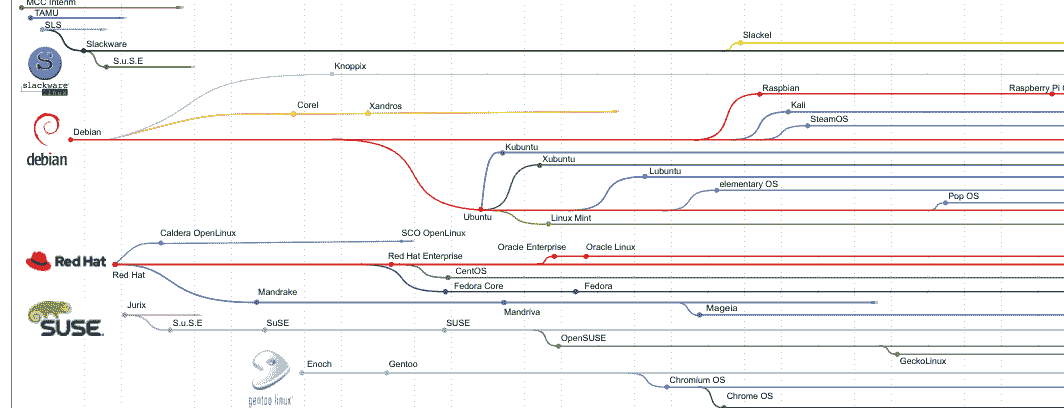 MCC Interim
TAMU
SLS
Slackware
Slackel
S.u.S.E
slackware
linux
Knoppix
Raspbian
Raspberry Pi
Corel
Xandros
Kali
SteamOS
Debian
debian
Kubuntu
Xubuntu
Lubuntu
elementary OS
Pop OS
Ubuntu
Linux Mint
Caldera OpenLinux
SCO OpenLinux
Oracle Enterprise
Oracle Linux
Red Hat
Red Hat Enterprise
Red Hat
CentOS
Fedora Core
Fedora
Mandrake
Mandriva
Mageia
Jurix
SUSE
S.u.S.E
SuSE
SUSE
OpenSUSE
GeckoLinux
Enoch
Gentoo
Chromium OS
Chrome OS
gentoo linux